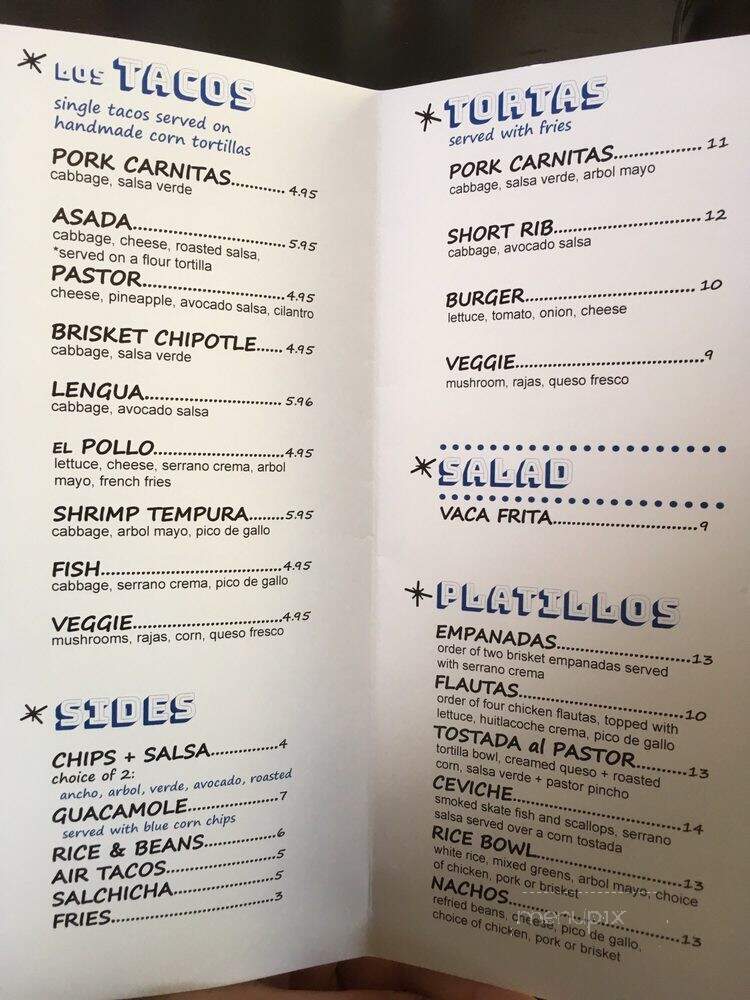 * LOS TACOS
single tacos served on
handmade corn tortillas
PORK CARNITAS........... 4.95
cabbage, salsa verde
ASADA.............................. 5.95
cabbage, cheese, roasted salsa,
*served on a flour tortilla
PASTOR............................4.95
cheese, pineapple, avocado salsa, cilantro
BRISKET CHIPOTLE...... 4.95
cabbage, salsa verde
LENGUA........................... 5.96
cabbage, avocado salsa
EL POLLO..........................4.95
lettuce, cheese, serrano crema, arbol
mayo, french fries
SHRIMP TEMPURA........5.95
cabbage, arbol mayo, pico de gallo
FISH...................................4.95
cabbage, serrano crema, pico de gallo
VEGGIE.............................4.95
mushrooms, rajas, corn, queso fresco
* SIDES
CHIPS + SALSA..............4
choice of 2:
ancho, arbol, verde, avocado, roasted
GUACAMOLE..................7
served with blue corn chips
RICE & BEANS..............6
AIR TACOS......................5
SALCHICHA.....................5
FRIES.................................3
* TORTAS
served with fries
PORK CARNITAS................. 11
cabbage, salsa verde, arbol mayo
SHORT RIB............................. 12
cabbage, avocado salsa
BURGER.................................. 10
lettuce, tomato, onion, cheese
VEGGIE.....................................9
mushroom, rajas, queso fresco
* SALAD
VACA FRITA............................9
* PLATILLOS
EMPANADAS.........................13
order of two brisket empanadas served
with serrano crema
FLAUTAS................................10
order of four chicken flautas, topped with
lettuce, huitlacoche crema, pico de gallo
TOSTADA al PASTOR..........13
tortilla bowl, creamed queso + roasted
corn, salsa verde + pastor pincho
CEVICHE................................14
smoked skate fish and scallops, serrano
salsa served over a corn tostada
RICE BOWL...........................13
white rice, mixed greens, arbol mayo, choice
of chicken, pork or brisket
NACHOS.................................13
refried beans, cheese, pico de gallo,
choice of chicken, pork or brisket
menupix